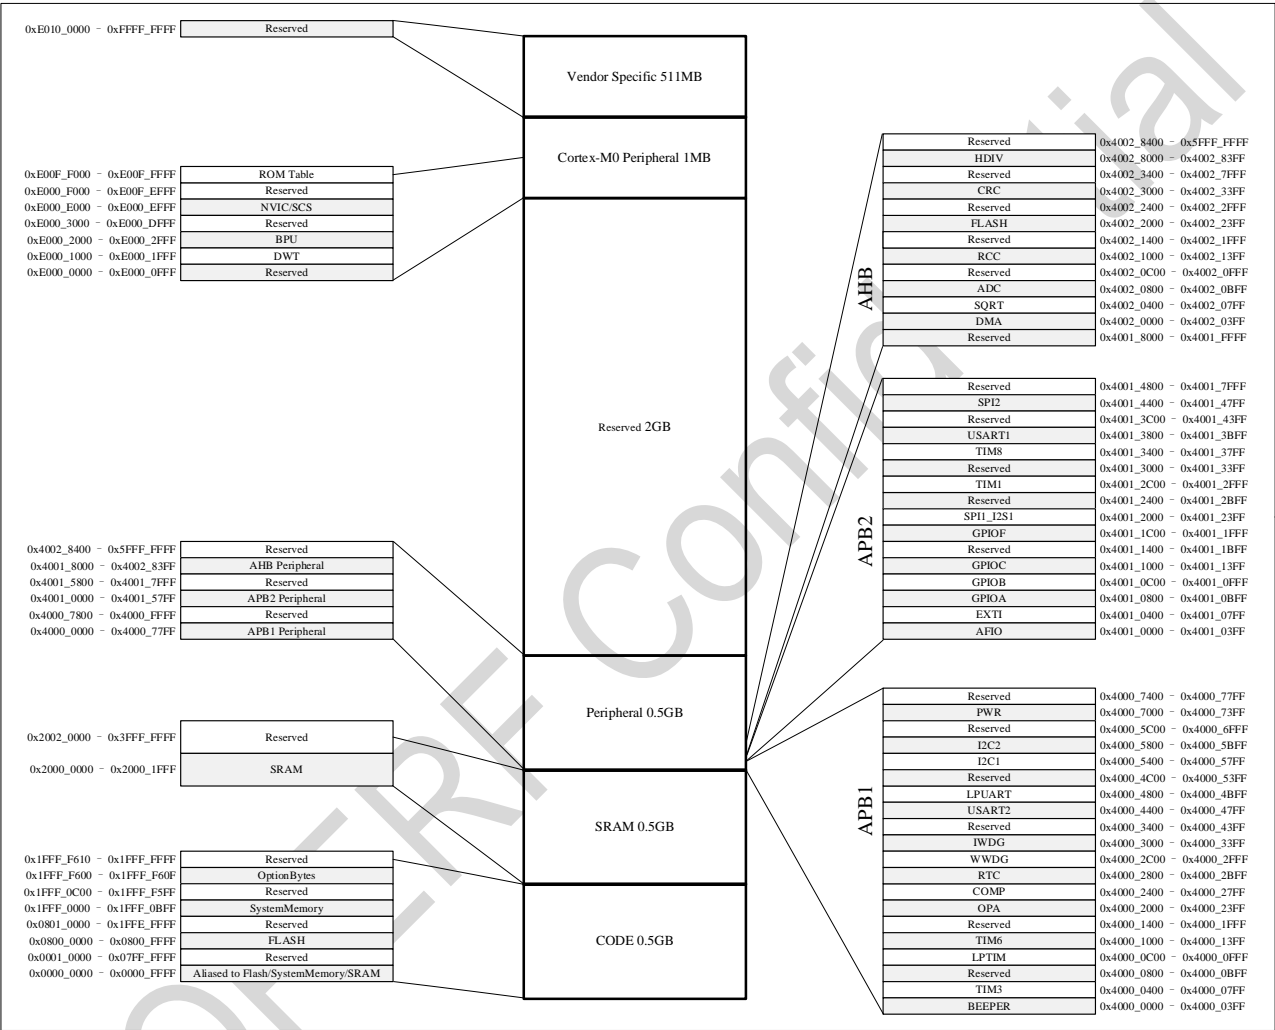 0xE010_0000 - 0xFFFF_FFFF Reserved
Vendor Specific 511MB
Cortex-M0 Peripheral 1MB
0xE00F_F000 - 0xE00F_FFFF ROM Table
0xE000_F000 - 0xE00F_EFFF Reserved
0xE000_E000 - 0xE000_EFFF NVIC/SCS
0xE000_3000 - 0xE000_DFFF Reserved
0xE000_2000 - 0xE000_2FFF BPU
0xE000_1000 - 0xE000_1FFF DWT
0xE000_0000 - 0xE000_0FFF Reserved
Reserved 2GB
0x4002_8400 - 0x5FFF_FFFF Reserved
0x4001_8000 - 0x4002_83FF AHB Peripheral
0x4001_5800 - 0x4001_7FFF Reserved
0x4001_0000 - 0x4001_57FF APB2 Peripheral
0x4000_7800 - 0x4000_FFFF Reserved
0x4000_0000 - 0x4000_77FF APB1 Peripheral
Peripheral 0.5GB
0x2002_0000 - 0x3FFF_FFFF Reserved
0x2000_0000 - 0x2000_1FFF SRAM
SRAM 0.5GB
0x1FFF_F610 - 0x1FFF_FFFF Reserved
0x1FFF_F600 - 0x1FFF_F60F OptionBytes
0x1FFF_0C00 - 0x1FFF_F5FF Reserved
0x1FFF_0000 - 0x1FFF_0BFF SystemMemory
0x0801_0000 - 0x1FFE_FFFF Reserved
0x0800_0000 - 0x0800_FFFF FLASH
0x0001_0000 - 0x07FF_FFFF Reserved
0x0000_0000 - 0x0000_FFFF Aliased to Flash/SystemMemory/SRAM
CODE 0.5GB
AHB
Reserved 0x4002_8400 - 0x5FFF_FFFF
HDIV 0x4002_8000 - 0x4002_83FF
Reserved 0x4002_3400 - 0x4002_7FFF
CRC 0x4002_3000 - 0x4002_33FF
Reserved 0x4002_2400 - 0x4002_2FFF
FLASH 0x4002_2000 - 0x4002_23FF
Reserved 0x4002_1400 - 0x4002_1FFF
RCC 0x4002_1000 - 0x4002_13FF
Reserved 0x4002_0C00 - 0x4002_0FFF
ADC 0x4002_0800 - 0x4002_0BFF
SQRT 0x4002_0400 - 0x4002_07FF
DMA 0x4002_0000 - 0x4002_03FF
Reserved 0x4001_8000 - 0x4001_FFFF
APB2
Reserved 0x4001_4800 - 0x4001_7FFF
SPI2 0x4001_4400 - 0x4001_47FF
Reserved 0x4001_3C00 - 0x4001_43FF
USART1 0x4001_3800 - 0x4001_3BFF
TIM8 0x4001_3400 - 0x4001_37FF
Reserved 0x4001_3000 - 0x4001_33FF
TIM1 0x4001_2C00 - 0x4001_2FFF
Reserved 0x4001_2400 - 0x4001_2BFF
SPI1_I2S1 0x4001_2000 - 0x4001_23FF
GPIOF 0x4001_1C00 - 0x4001_1FFF
Reserved 0x4001_1400 - 0x4001_1BFF
GPIOC 0x4001_1000 - 0x4001_13FF
GPIOB 0x4001_0C00 - 0x4001_0FFF
GPIOA 0x4001_0800 - 0x4001_0BFF
EXTI 0x4001_0400 - 0x4001_07FF
AFIO 0x4001_0000 - 0x4001_03FF
APB1
Reserved 0x4000_7400 - 0x4000_77FF
PWR 0x4000_7000 - 0x4000_73FF
Reserved 0x4000_5C00 - 0x4000_6FFF
I2C2 0x4000_5800 - 0x4000_5BFF
I2C1 0x4000_5400 - 0x4000_57FF
Reserved 0x4000_4C00 - 0x4000_53FF
LPUART 0x4000_4800 - 0x4000_4BFF
USART2 0x4000_4400 - 0x4000_47FF
Reserved 0x4000_3400 - 0x4000_43FF
IWDG 0x4000_3000 - 0x4000_33FF
WWDG 0x4000_2C00 - 0x4000_2FFF
RTC 0x4000_2800 - 0x4000_2BFF
COMP 0x4000_2400 - 0x4000_27FF
OPA 0x4000_2000 - 0x4000_23FF
Reserved 0x4000_1400 - 0x4000_1FFF
TIM6 0x4000_1000 - 0x4000_13FF
LPTIM 0x4000_0C00 - 0x4000_0FFF
Reserved 0x4000_0800 - 0x4000_0BFF
TIM3 0x4000_0400 - 0x4000_07FF
BEEPER 0x4000_0000 - 0x4000_03FF